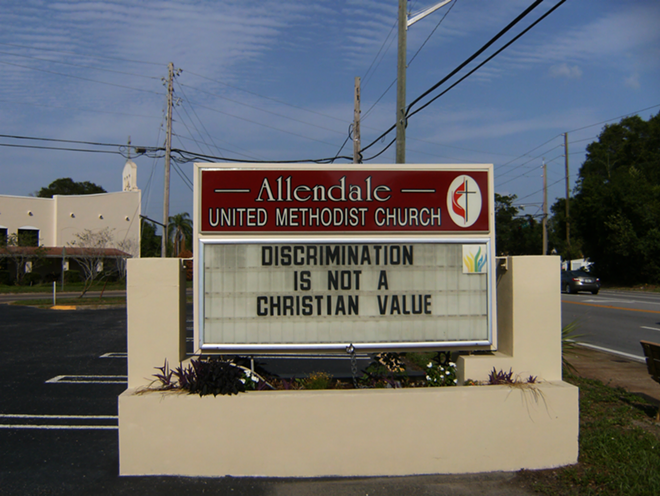 Allendale
UNITED METHODIST CHURCH
DISCRIMINATION
IS NOT A
CHRISTIAN VALUE